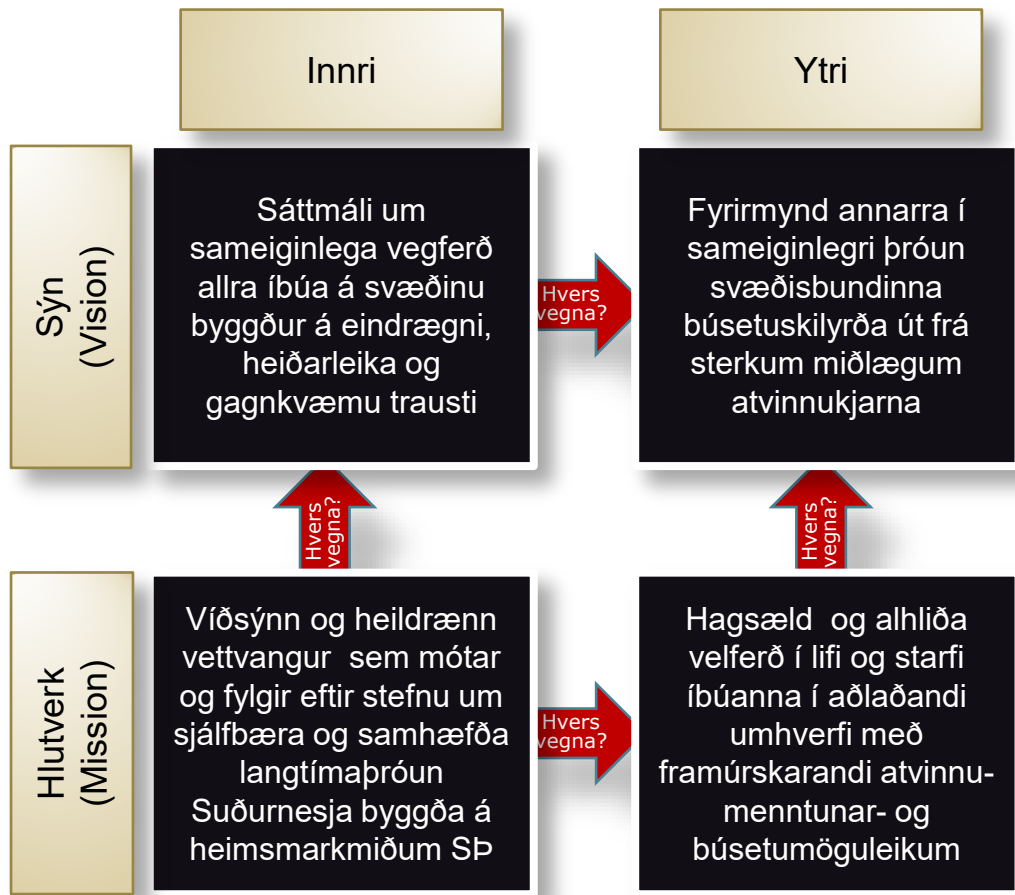 Innri
Ytri
Sýn
(Vision)
Sáttmáli um
sameiginlega vegferð
allra íbúa á svæðinu
byggður á eindrægni,
heiðarleika og
gagnkvæmu trausti
Hvers
vegna?
Fyrirmynd annarra í
sameiginlegri þróun
svæðisbundinna
búsetuskilyrða út frá
sterkum miðlægum
atvinnukjarna
Hvers
vegna?
Hvers
vegna?
Hlutverk
(Mission)
Víðsýnn og heildrænn
vettvangur sem mótar
og fylgir eftir stefnu um
sjálfbæra og samhæfða
langtímaþróun
Suðurnesja byggða á
heimsmarkmiðum SÞ
Hvers
vegna?
Hagsæld og alhliða
velferð í lifi og starfi
íbúanna í aðlaðandi
umhverfi með
framúrskarandi atvinnu-
menntunar- og
búsetumöguleikum